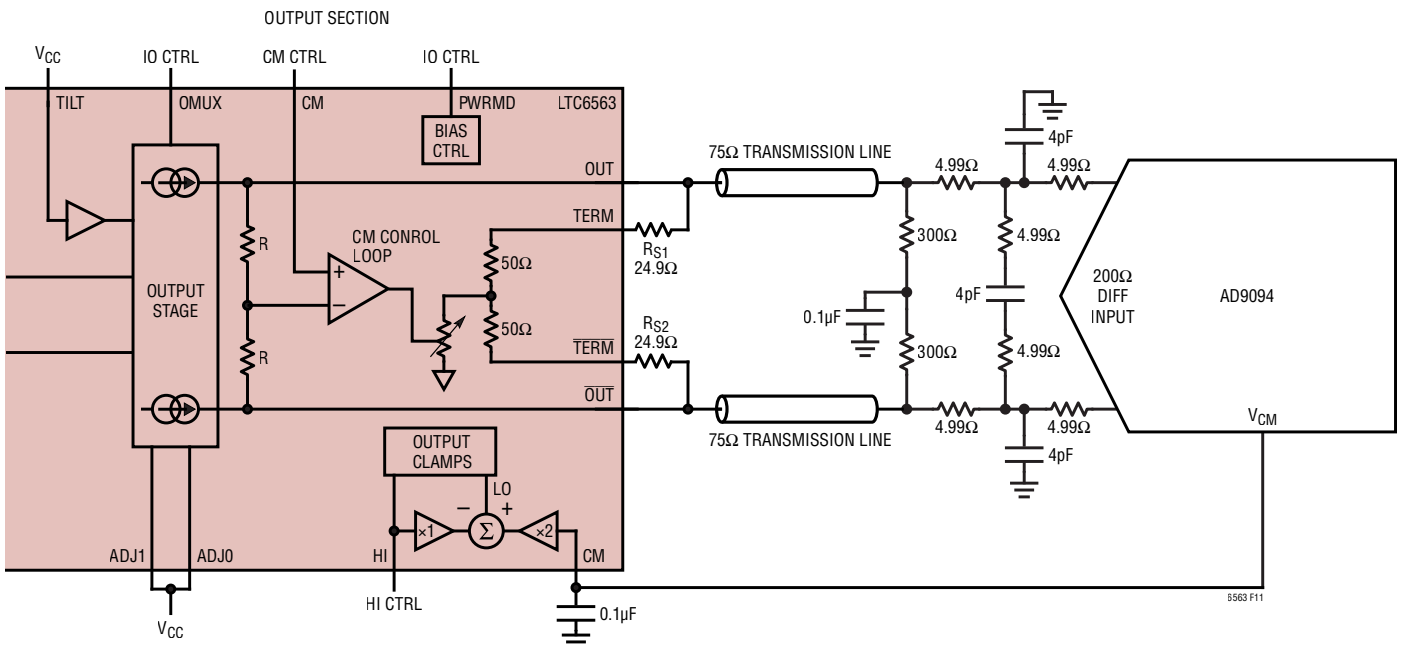 OUTPUT SECTION
VCC
IO CTRL
CM CTRL
IO CTRL
TILT
OMUX
CM
PWRMD
LTC6563
BIAS
CTRL
4pF
75Ω TRANSMISSION LINE
4.99Ω
4.99Ω
OUT
TERM
RS1
24.9Ω
R
CM CONROL
LOOP
+
−
50Ω
50Ω
300Ω
4.99Ω
OUTPUT
STAGE
0.1µF
4pF
200Ω
DIFF
INPUT
AD9094
RS2
24.9Ω
R
TERM
300Ω
4.99Ω
OUT
75Ω TRANSMISSION LINE
4.99Ω
4.99Ω
VCM
OUTPUT
CLAMPS
4pF
LO
−
+
×1
Σ
×2
ADJ1
ADJ0
HI
CM
HI CTRL
0.1µF
VCC
6563 F11